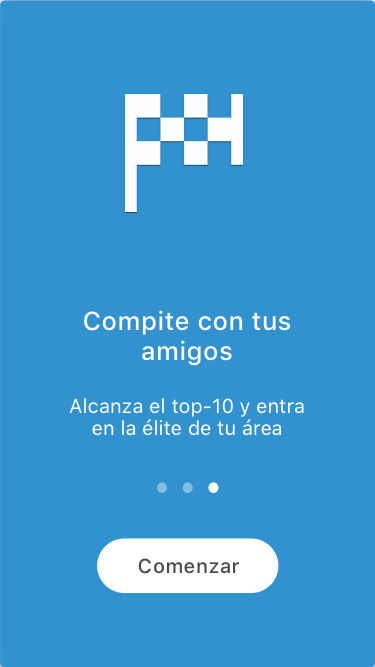 Compite con tus
amigos
Alcanza el top-10 y entra
en la élite de tu área
Comenzar